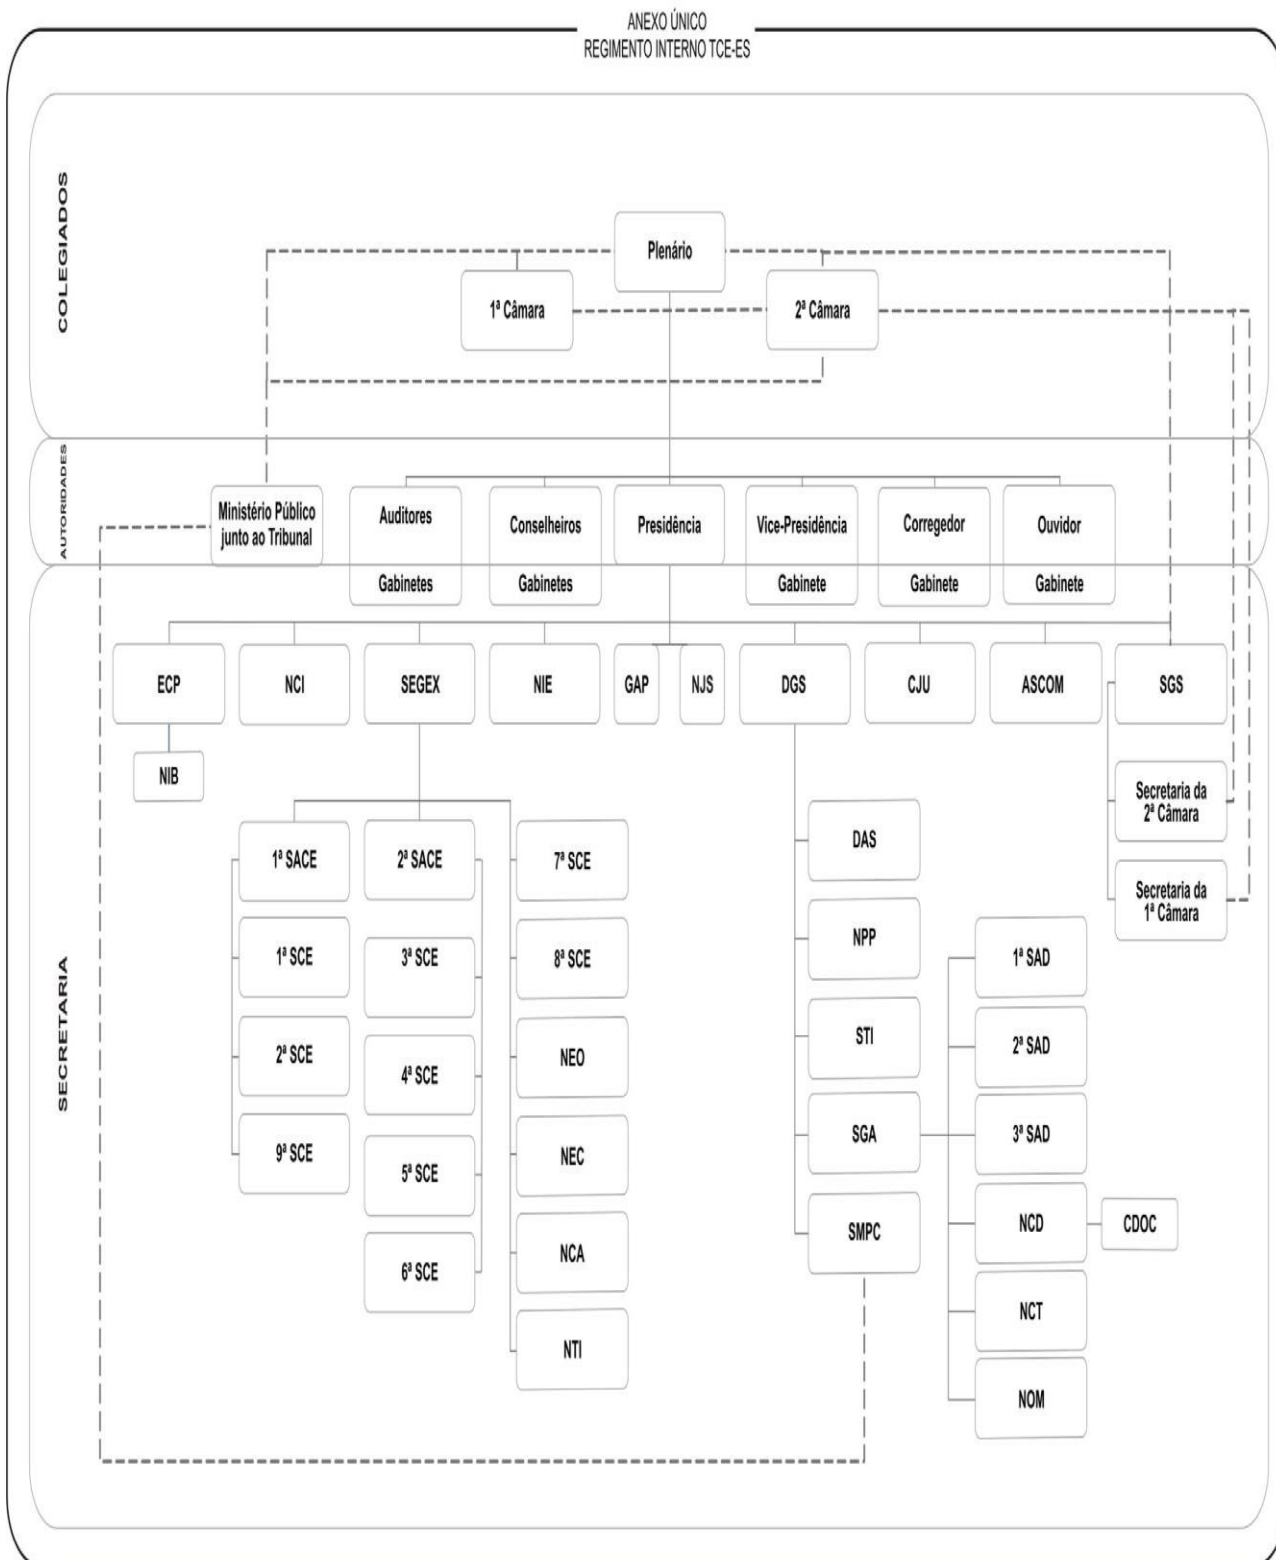 ANEXO ÚNICO
REGIMENTO INTERNO TCE-ES
COLEGIADOS
Plenário
1ª Câmara
2ª Câmara
AUTORIDADES
Ministério Público
junto ao Tribunal
Auditores
Gabinetes
Conselheiros
Gabinetes
Presidência
Vice-Presidência
Gabinete
Corregedor
Gabinete
Ouvidor
Gabinete
SECRETARIA
ECP
NCI
SEGEX
NIE
GAP
NJS
DGS
CJU
ASCOM
SGS
NIB
Secretaria da
2ª Câmara
Secretaria da
1ª Câmara
1ª SACE
1ª SCE
2ª SCE
9ª SCE
2ª SACE
3ª SCE
4ª SCE
5ª SCE
6ª SCE
7ª SCE
8ª SCE
NEO
NEC
NCA
NTI
DAS
NPP
STI
SGA
SMPC
1ª SAD
2ª SAD
3ª SAD
NCD
CDOC
NCT
NOM